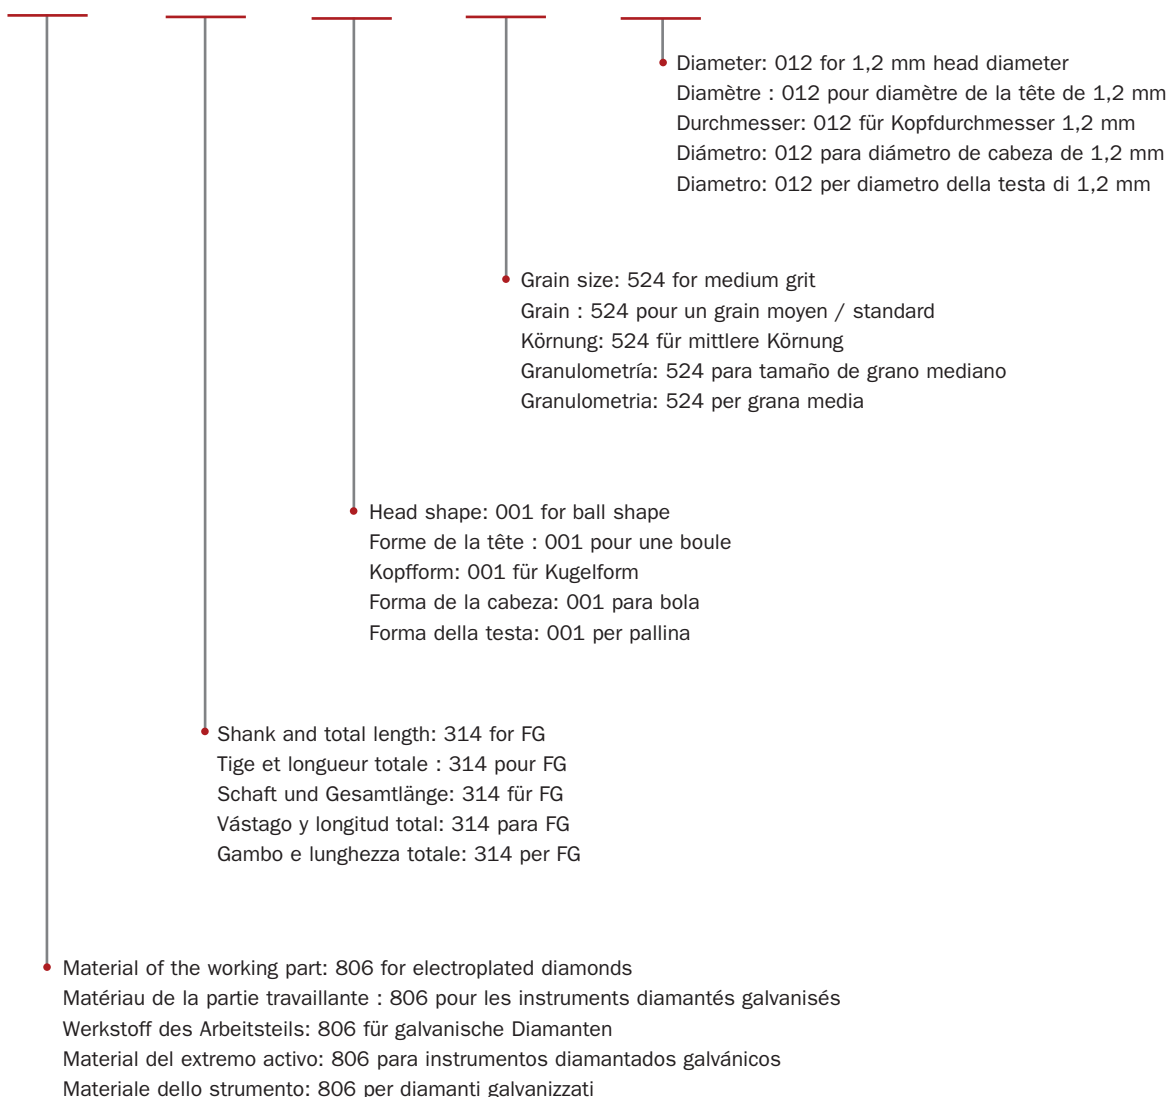 Diameter: 012 for 1,2 mm head diameter
Diamètre : 012 pour diamètre de la tête de 1,2 mm
Durchmesser: 012 für Kopfdurchmesser 1,2 mm
Diámetro: 012 para diámetro de cabeza de 1,2 mm
Diametro: 012 per diametro della testa di 1,2 mm
Grain size: 524 for medium grit
Grain : 524 pour un grain moyen / standard
Körnung: 524 für mittlere Körnung
Granulometría: 524 para tamaño de grano mediano
Granulometria: 524 per grana media
Head shape: 001 for ball shape
Forme de la tête : 001 pour une boule
Kopfform: 001 für Kugelform
Forma de la cabeza: 001 para bola
Forma della testa: 001 per pallina
Shank and total length: 314 for FG
Tige et longueur totale : 314 pour FG
Schaft und Gesamtlänge: 314 für FG
Vástago y longitud total: 314 para FG
Gambo e lunghezza totale: 314 per FG
Material of the working part: 806 for electroplated diamonds
Matériau de la partie travaillante : 806 pour les instruments diamantés galvanisés
Werkstoff des Arbeitsteils: 806 für galvanische Diamanten
Material del extremo activo: 806 para instrumentos diamantados galvánicos
Materiale dello strumento: 806 per diamanti galvanizzati